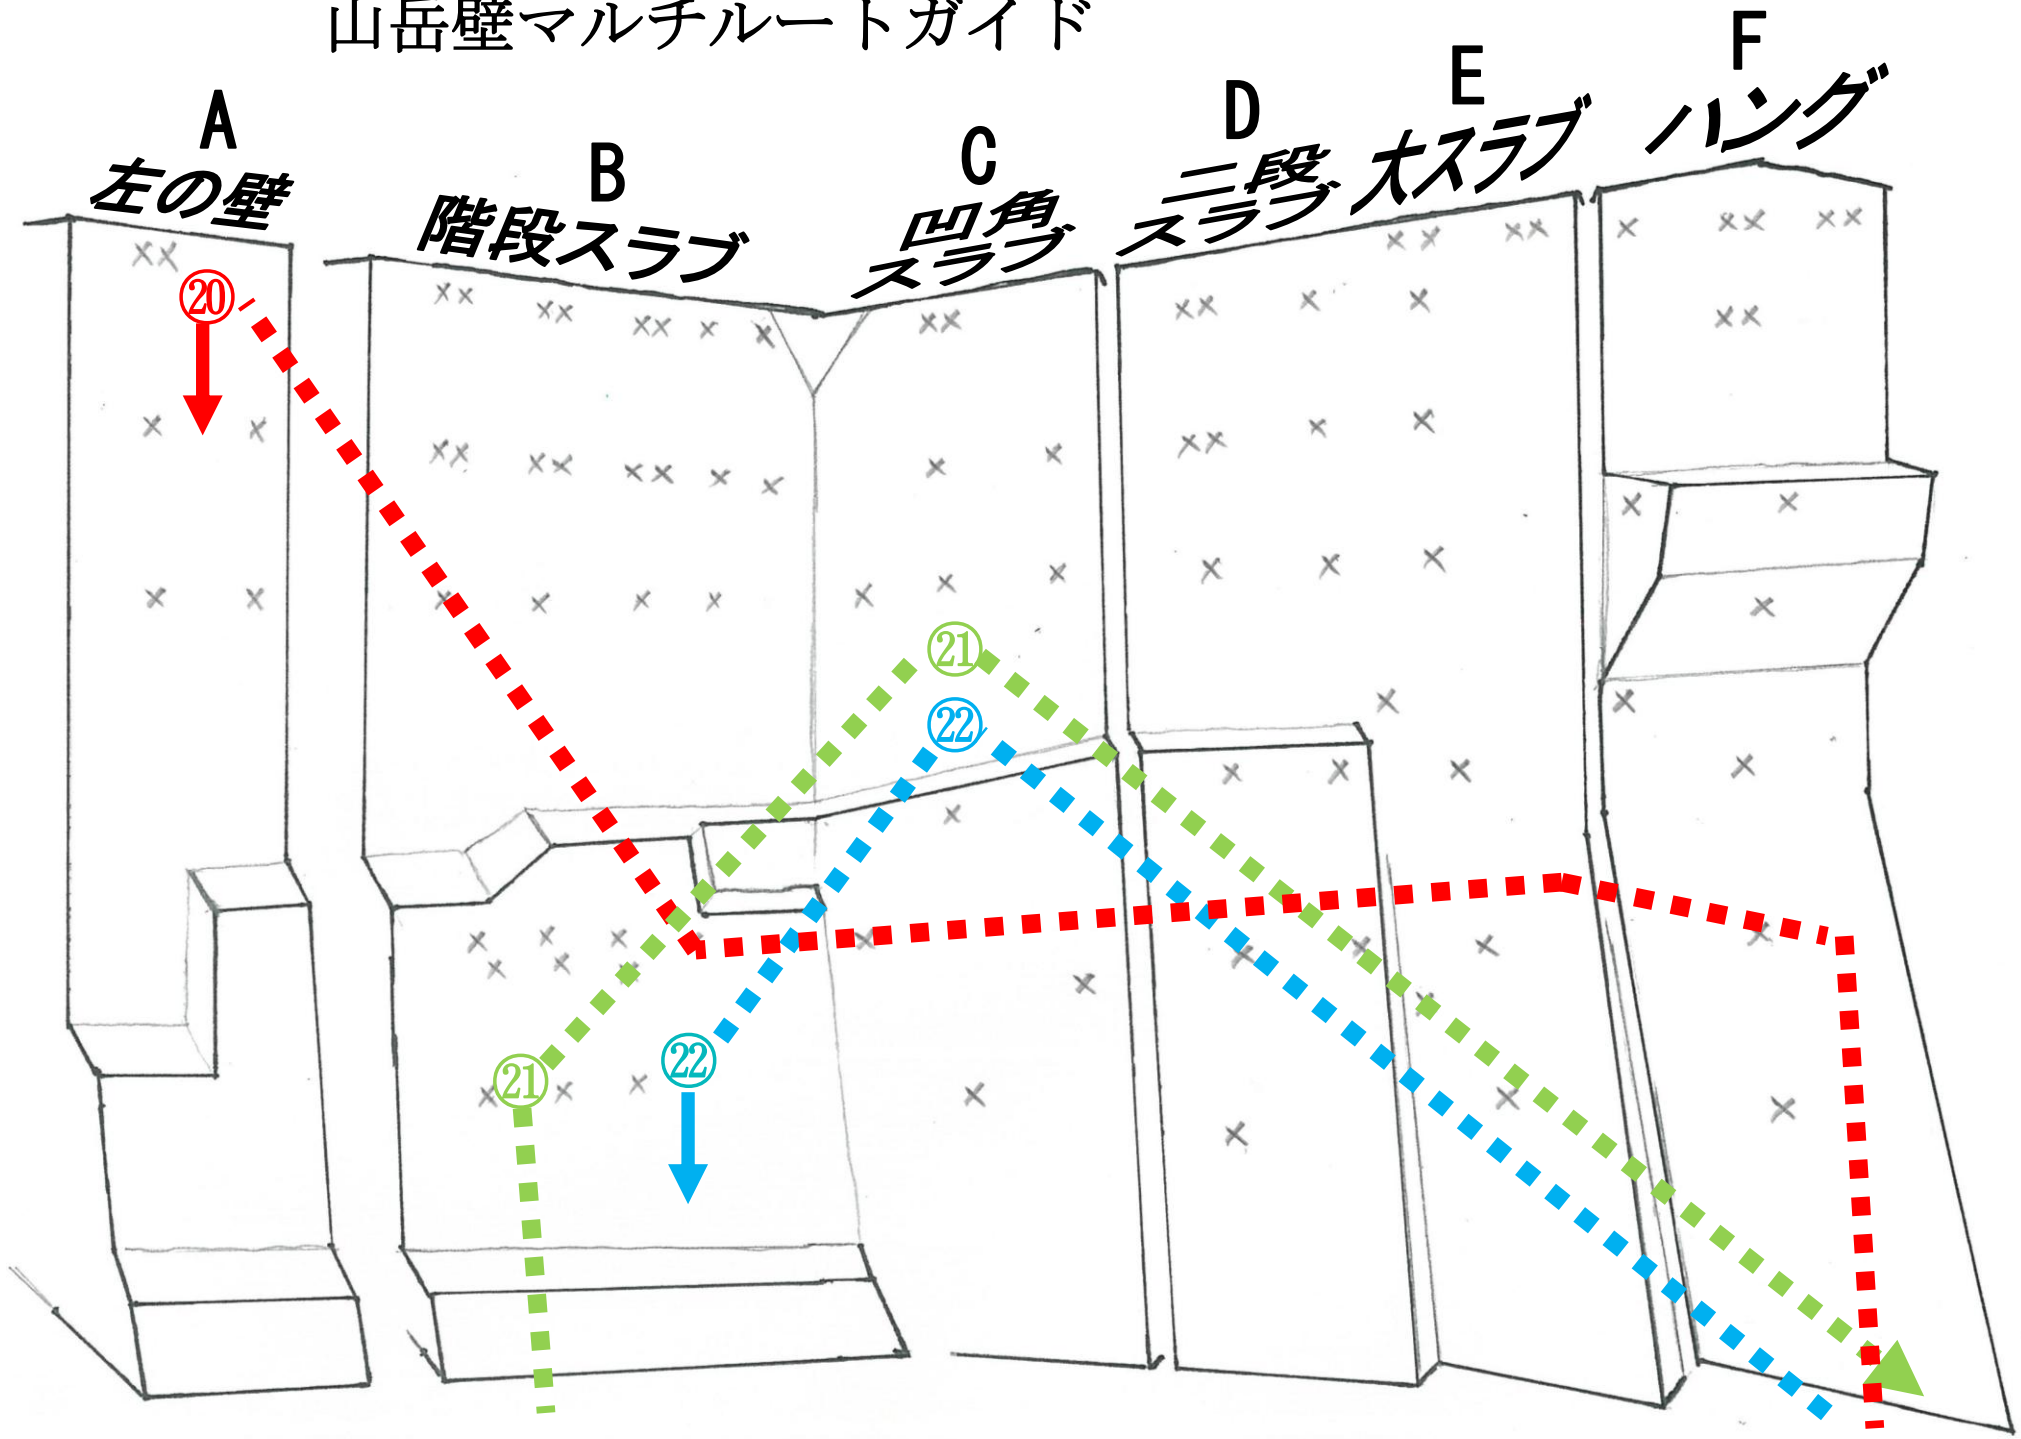 山岳壁マルチルートガイド
A
左の壁
B
階段スラブ
C
凹角
スラブ
D
二段
スラブ
E
大スラブ
F
ハング
⑳
㉑
㉒
㉑
㉒